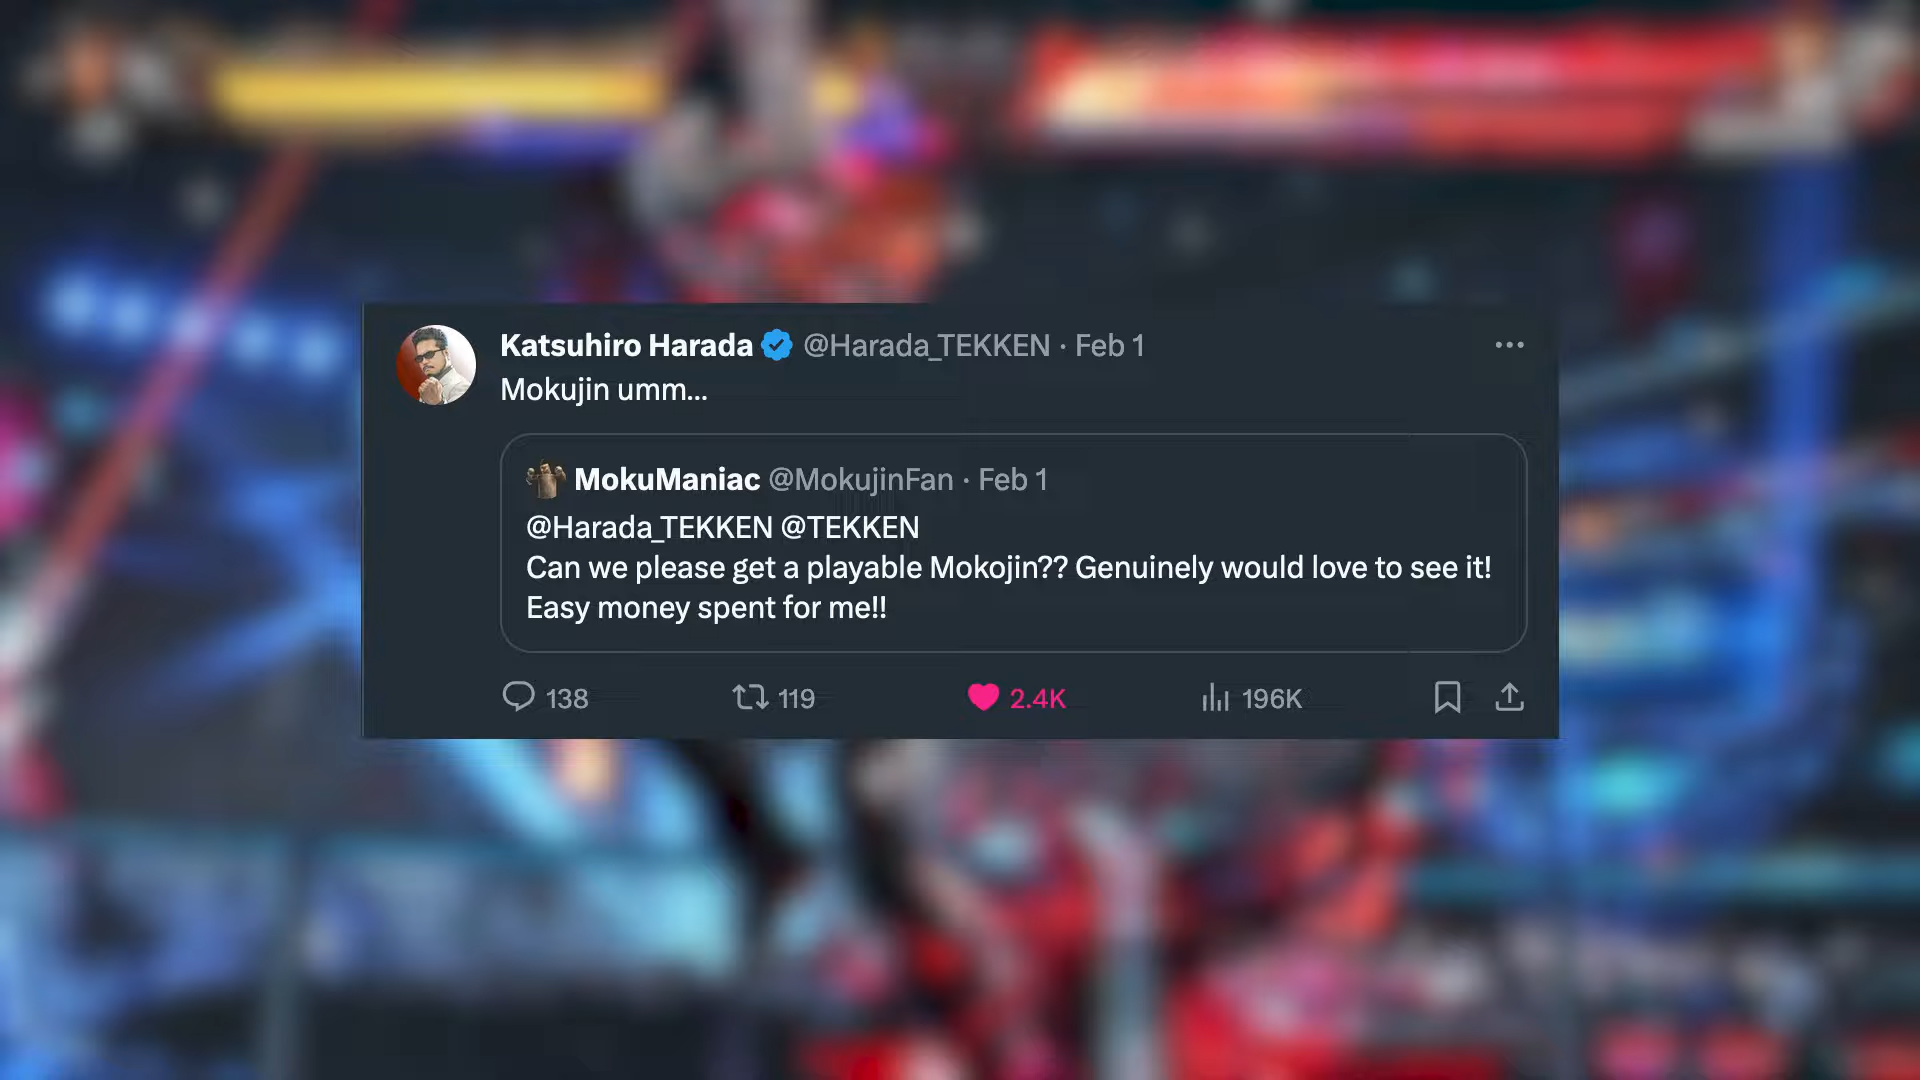 Katsuhiro Harada @Harada_TEKKEN · Feb 1
Mokujin umm...
MokuManiac @MokujinFan · Feb 1
@Harada_TEKKEN @TEKKEN
Can we please get a playable Mokojin?? Genuinely would love to see it!
Easy money spent for me!!
138 119 2.4K 196K